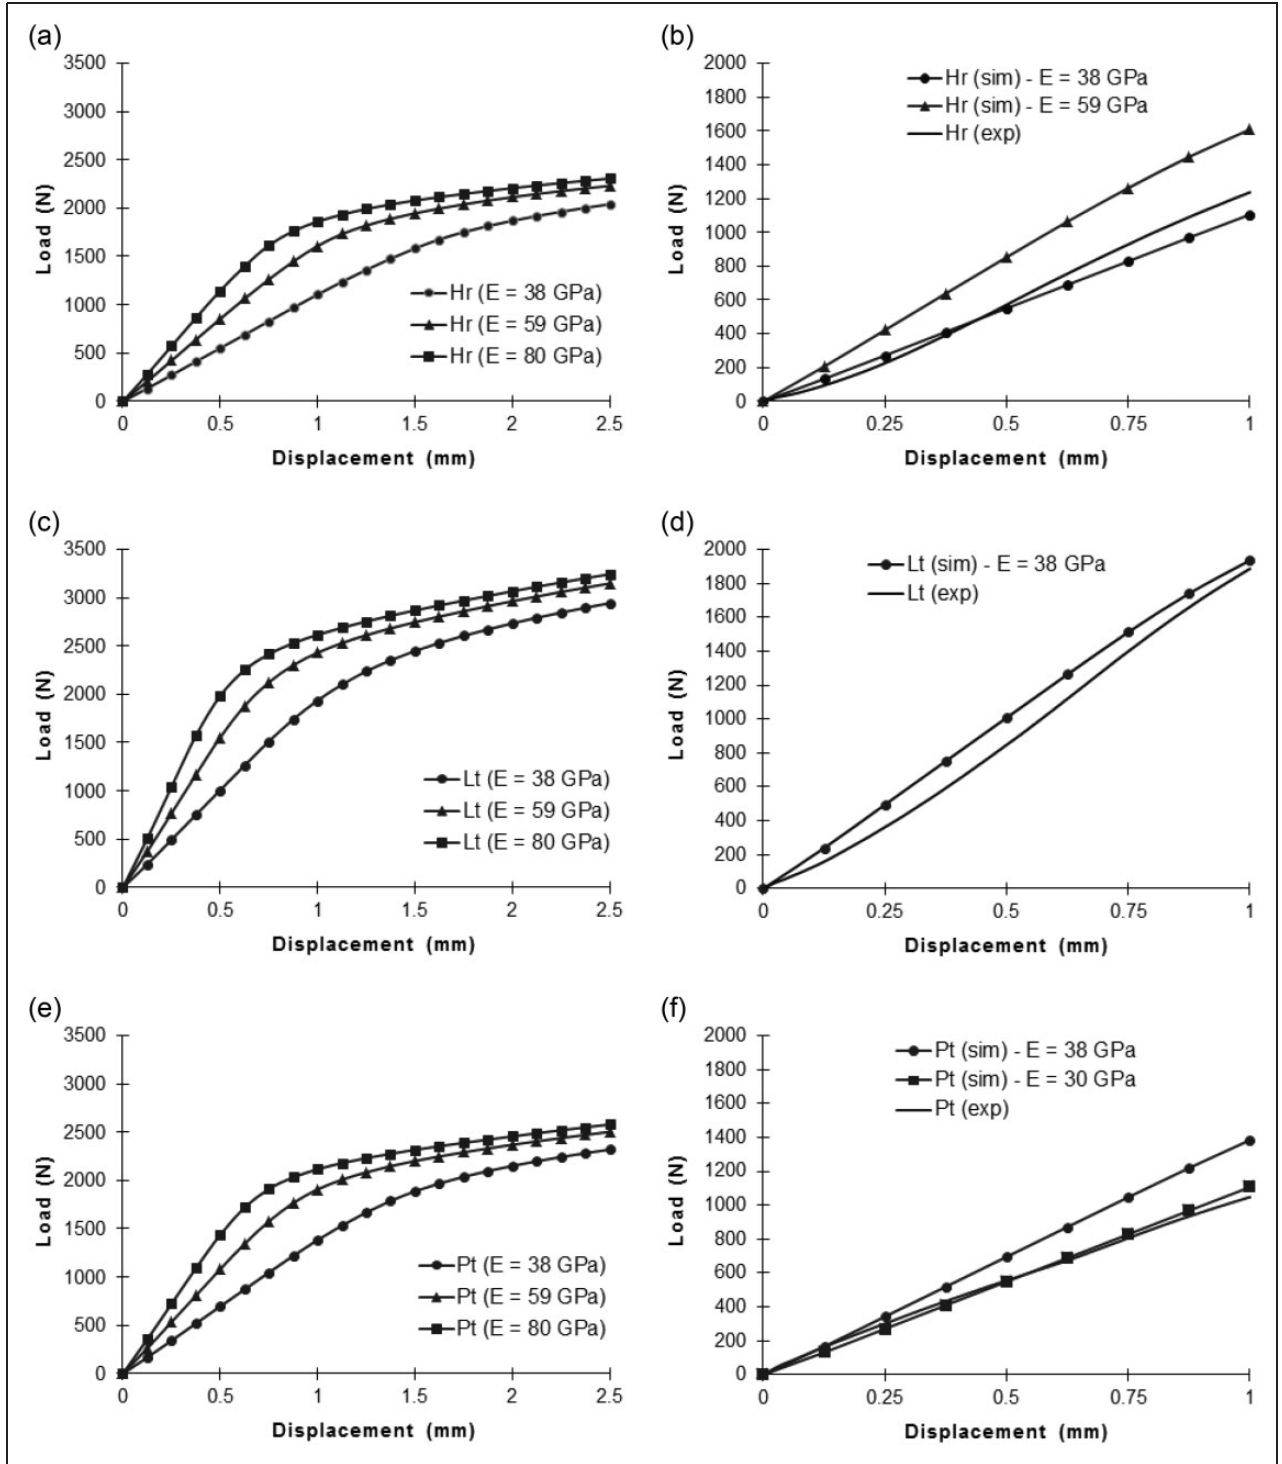 (a)
3500
3000
2500
2000
1500
1000
500
0
Load (N)
0 0.5 1 1.5 2 2.5
Displacement (mm)
Hr (E = 38 GPa)
Hr (E = 59 GPa)
Hr (E = 80 GPa)
(b)
2000
1800
1600
1400
1200
1000
800
600
400
200
0
Load (N)
0 0.25 0.5 0.75 1
Displacement (mm)
Hr (sim) - E = 38 GPa
Hr (sim) - E = 59 GPa
Hr (exp)
(c)
3500
3000
2500
2000
1500
1000
500
0
Load (N)
0 0.5 1 1.5 2 2.5
Displacement (mm)
Lt (E = 38 GPa)
Lt (E = 59 GPa)
Lt (E = 80 GPa)
(d)
2000
1800
1600
1400
1200
1000
800
600
400
200
0
Load (N)
0 0.25 0.5 0.75 1
Displacement (mm)
Lt (sim) - E = 38 GPa
Lt (exp)
(e)
3500
3000
2500
2000
1500
1000
500
0
Load (N)
0 0.5 1 1.5 2 2.5
Displacement (mm)
Pt (E = 38 GPa)
Pt (E = 59 GPa)
Pt (E = 80 GPa)
(f)
2000
1800
1600
1400
1200
1000
800
600
400
200
0
Load (N)
0 0.25 0.5 0.75 1
Displacement (mm)
Pt (sim) - E = 38 GPa
Pt (sim) - E = 30 GPa
Pt (exp)